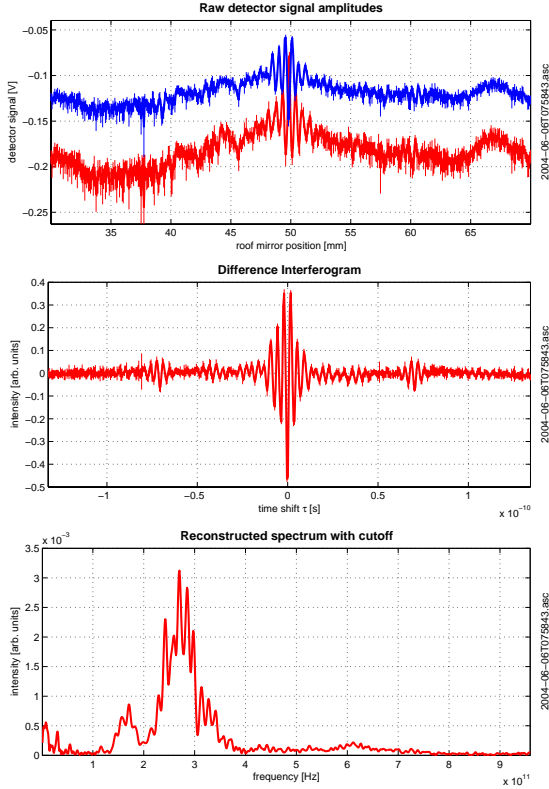 Raw detector signal amplitudes
−0.05
−0.1
−0.15
−0.2
−0.25
detector signal [V]
35 40 45 50 55 60 65
roof mirror position [mm]
2004−06−06T075843.asc
Difference Interferogram
0.4
0.3
0.2
0.1
0
−0.1
−0.2
−0.3
−0.4
−0.5
intensity [arb. units]
−1 −0.5 0 0.5 1
x 10−10
time shift τ [s]
2004−06−06T075843.asc
Reconstructed spectrum with cutoff
x 10−3
3.5
3
2.5
2
1.5
1
0.5
0
intensity [arb. units]
1 2 3 4 5 6 7 8 9
x 1011
frequency [Hz]
2004−06−06T075843.asc